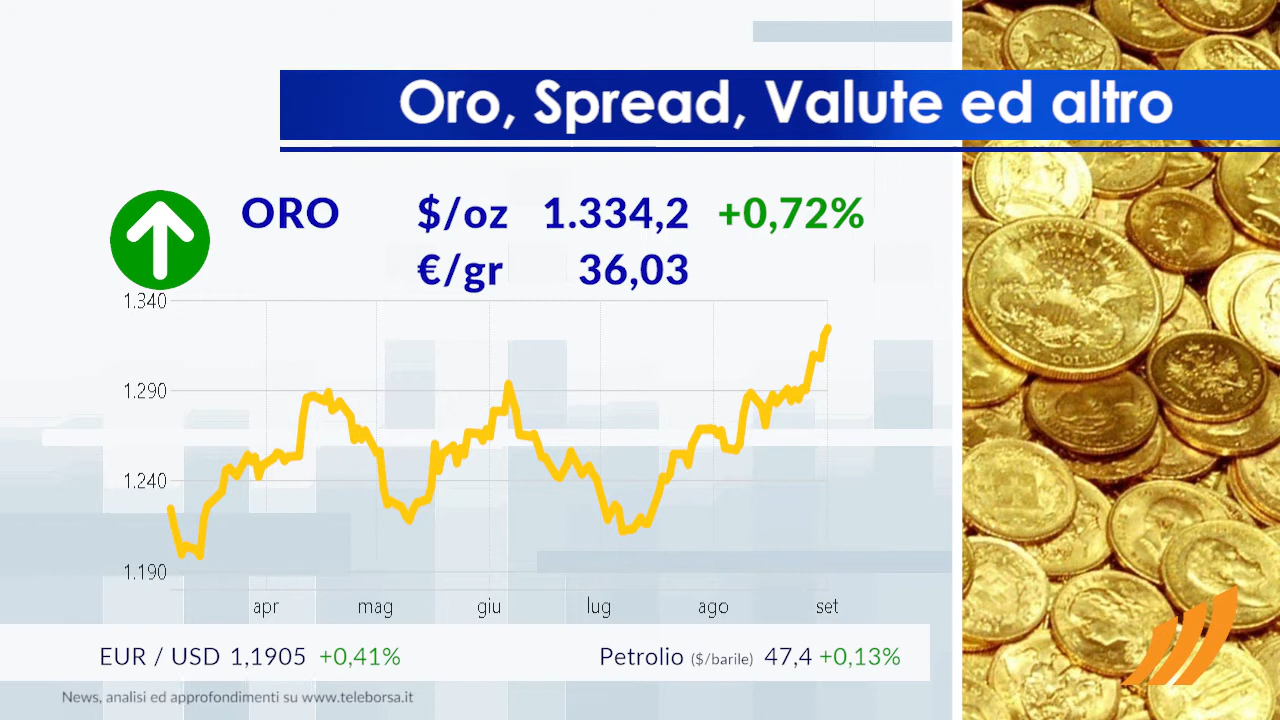 Oro, Spread, Valute ed altro
ORO $/oz 1.334,2 +0,72%
€/gr 36,03
1.340
1.290
1.240
1.190
apr mag giu lug ago set
EUR / USD 1,1905 +0,41% Petrolio ($/barile) 47,4 +0,13%
News, analisi ed approfondimenti su www.teleborsa.it